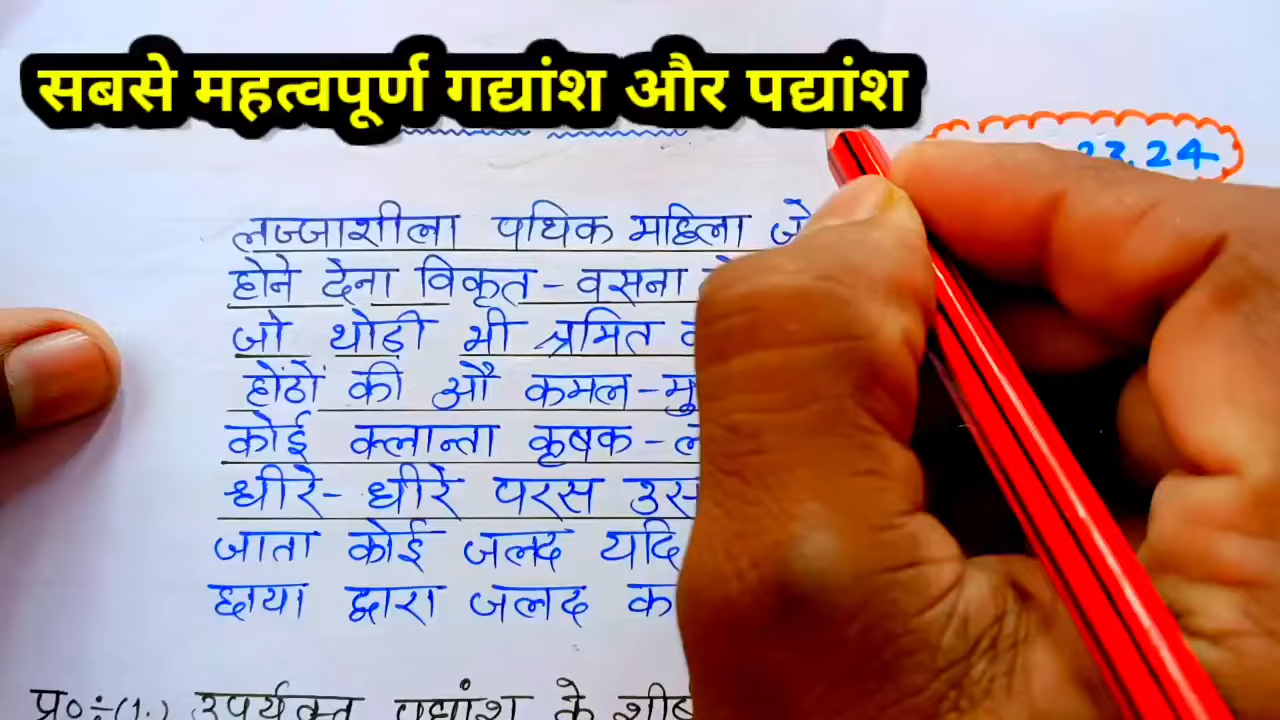 सबसे महत्वपूर्ण गद्यांश और पद्यांश
23,24
लज्जाशीला पथिक महिला जो
होने देना विकृत-वसना
जो थोड़ी भी श्रमित
होंठों की औ कमल-मु
कोई क्लान्ता कृषक-ल
धीरे-धीरे परस उस
जाता कोई जलद यदि
छाया द्वारा जलद क
प्र०÷(1.) उपर्युक्त पद्यांश के शीर्ष